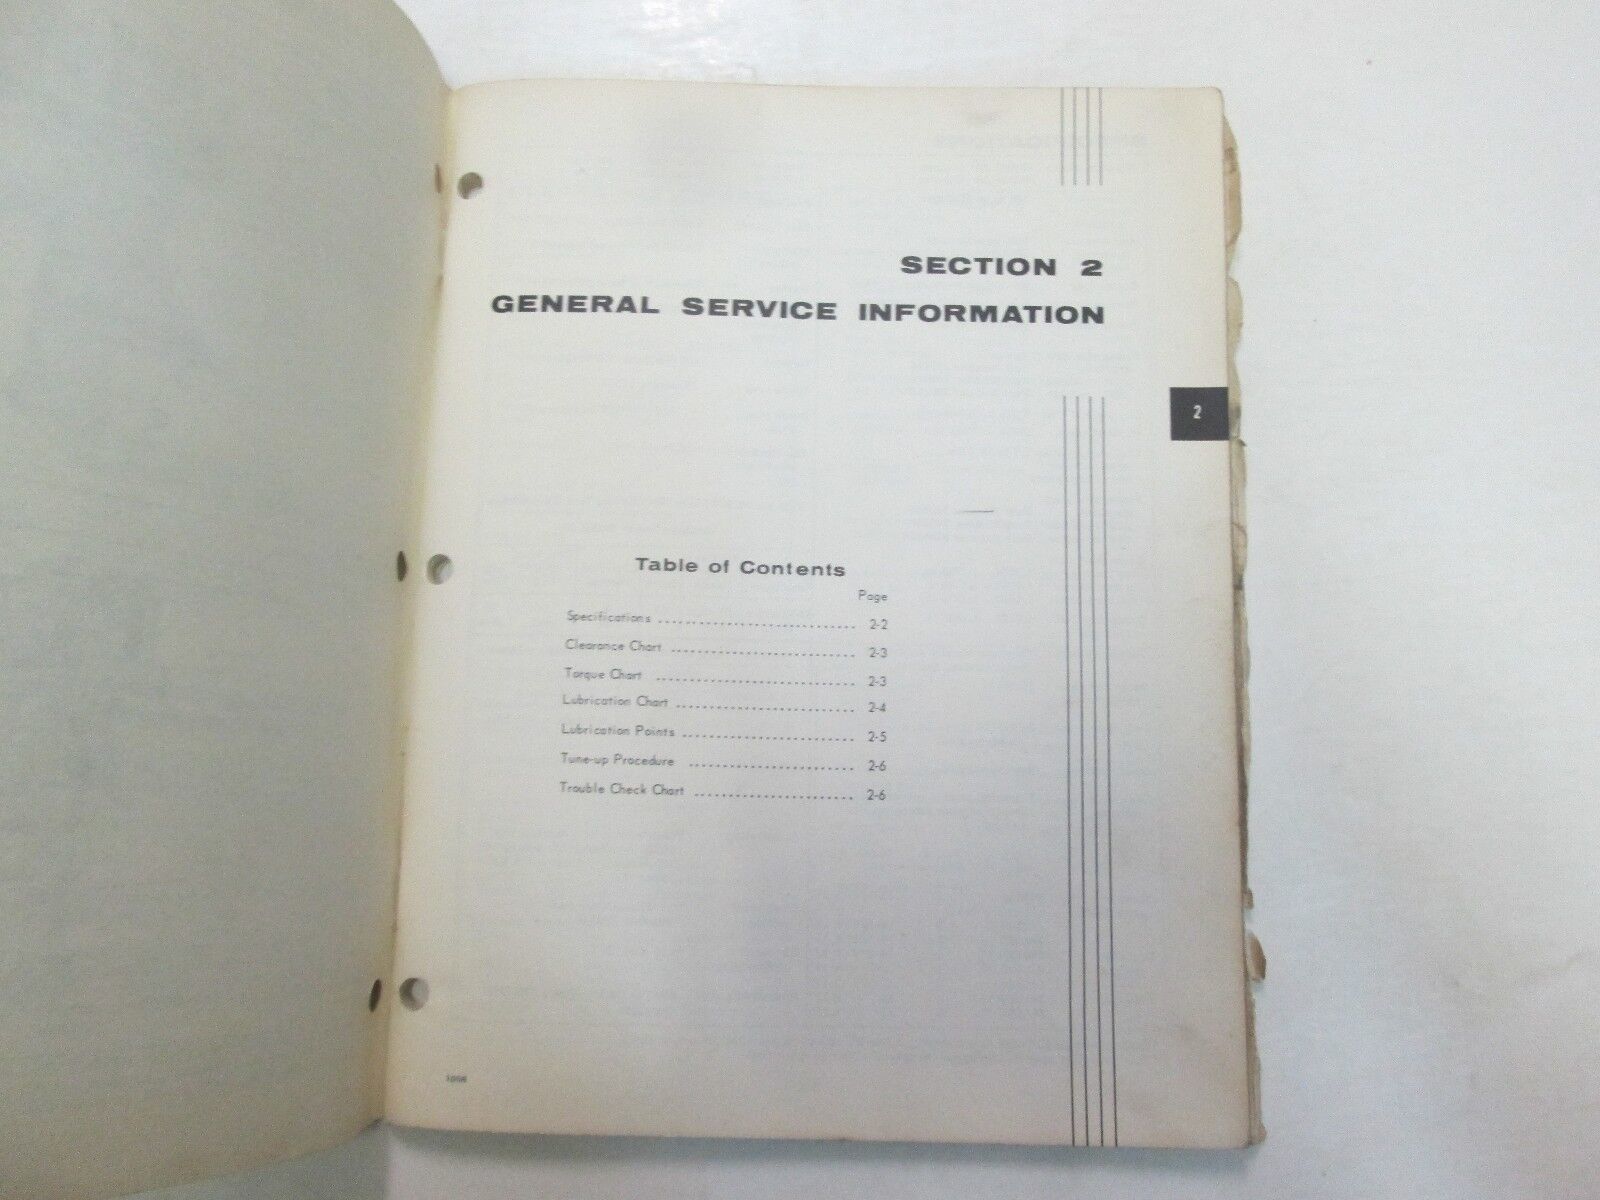 SECTION 2
GENERAL SERVICE INFORMATION
2
Table of Contents
Page
Specifications .............................. 2-2
Clearance Chart ............................ 2-3
Torque Chart .............................. 2-3
Lubrication Chart ........................... 2-4
Lubrication Points .......................... 2-5
Tune-up Procedure ......................... 2-6
Trouble Check Chart ........................ 2-6